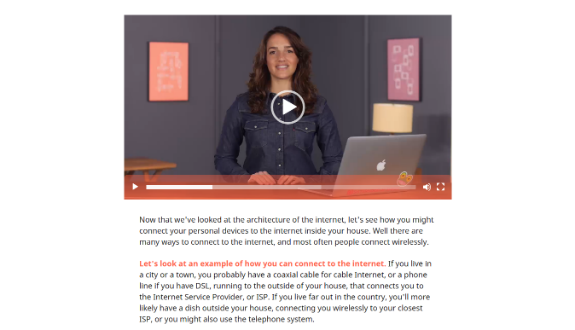 Now that we've looked at the architecture of the internet, let's see how you might
connect your personal devices to the internet inside your house. Well there are
many ways to connect to the internet, and most often people connect wirelessly.
Let's look at an example of how you can connect to the internet. If you live in
a city or a town, you probably have a coaxial cable for cable Internet, or a phone
line if you have DSL, running to the outside of your house, that connects you to
the Internet Service Provider, or ISP. If you live far out in the country, you'll more
likely have a dish outside your house, connecting you wirelessly to your closest
ISP, or you might also use the telephone system.